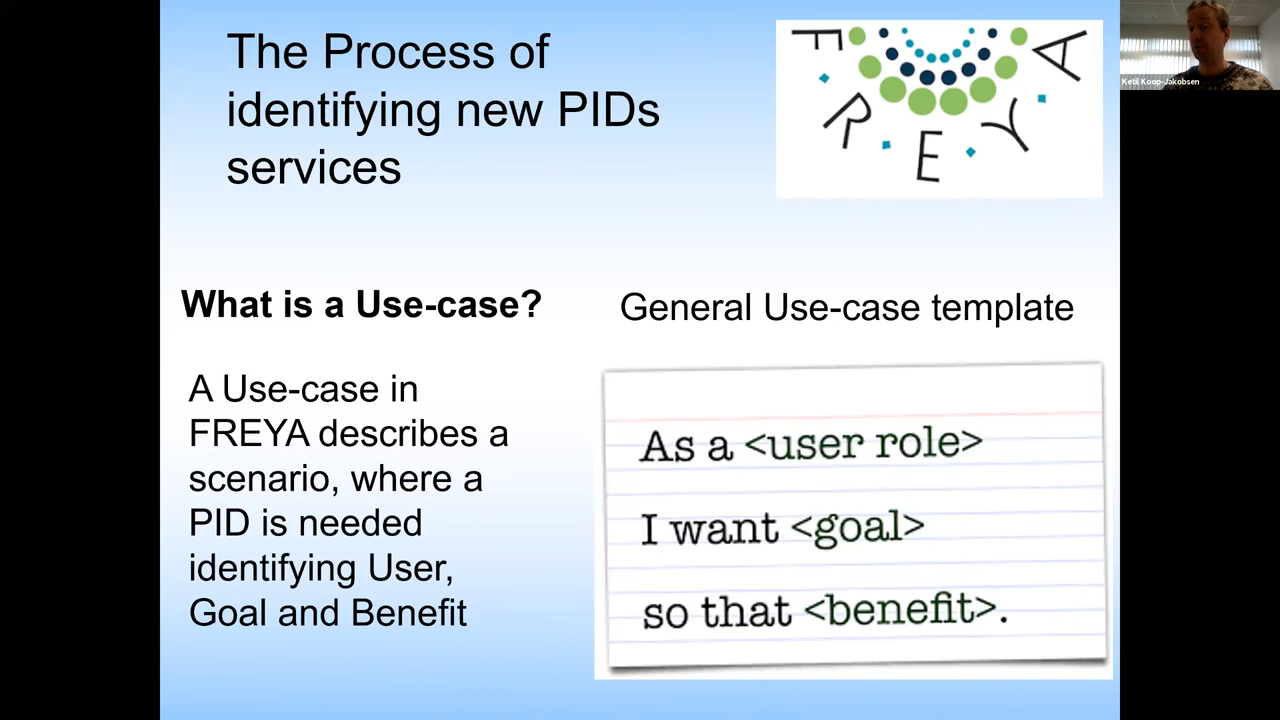 The Process of
identifying new PIDs
services
FREYA
Ketil Koop-Jakobsen
What is a Use-case?
A Use-case in
FREYA describes a
scenario, where a
PID is needed
identifying User,
Goal and Benefit
General Use-case template
As a <user role>
I want <goal>
so that <benefit>.